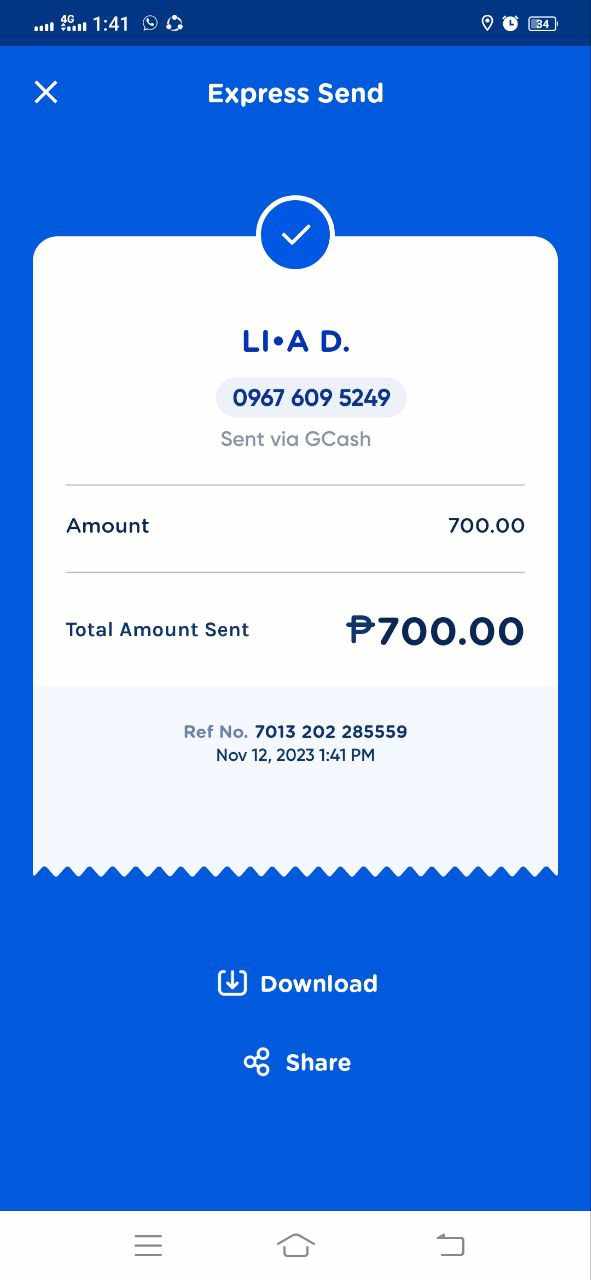 4G 1:41 34
Express Send
LI•A D.
0967 609 5249
Sent via GCash
Amount 700.00
Total Amount Sent ₱700.00
Ref No. 7013 202 285559
Nov 12, 2023 1:41 PM
Download
Share